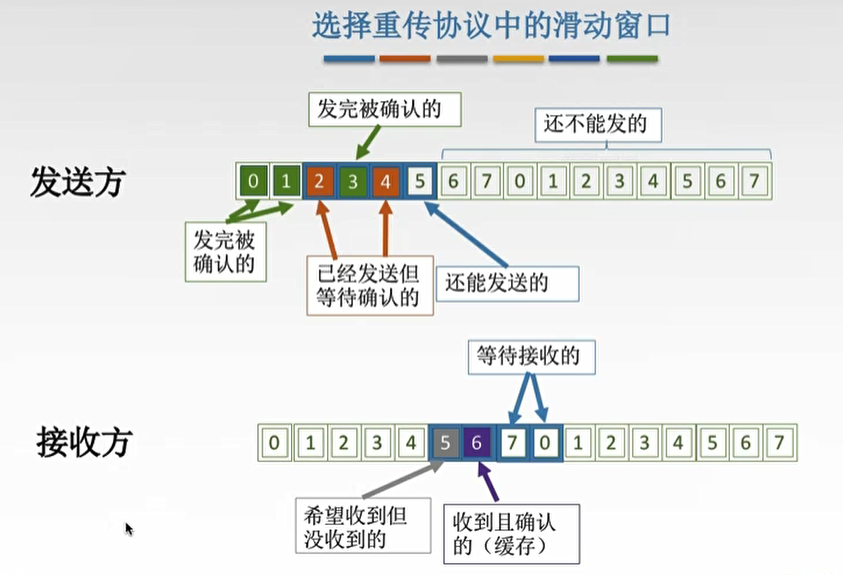 选择重传协议中的滑动窗口
发完被确认的
还不能发的
发送方
0 1 2 3 4 5 6 7 0 1 2 3 4 5 6 7
发完被
确认的
已经发送但
等待确认的
还能发送的
等待接收的
接收方
0 1 2 3 4 5 6 7 0 1 2 3 4 5 6 7
希望收到但
没收到的
收到且确认
的（缓存）